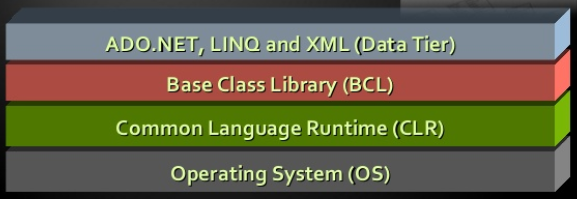 ADO.NET, LINQ and XML (Data Tier)
Base Class Library (BCL)
Common Language Runtime (CLR)
Operating System (OS)